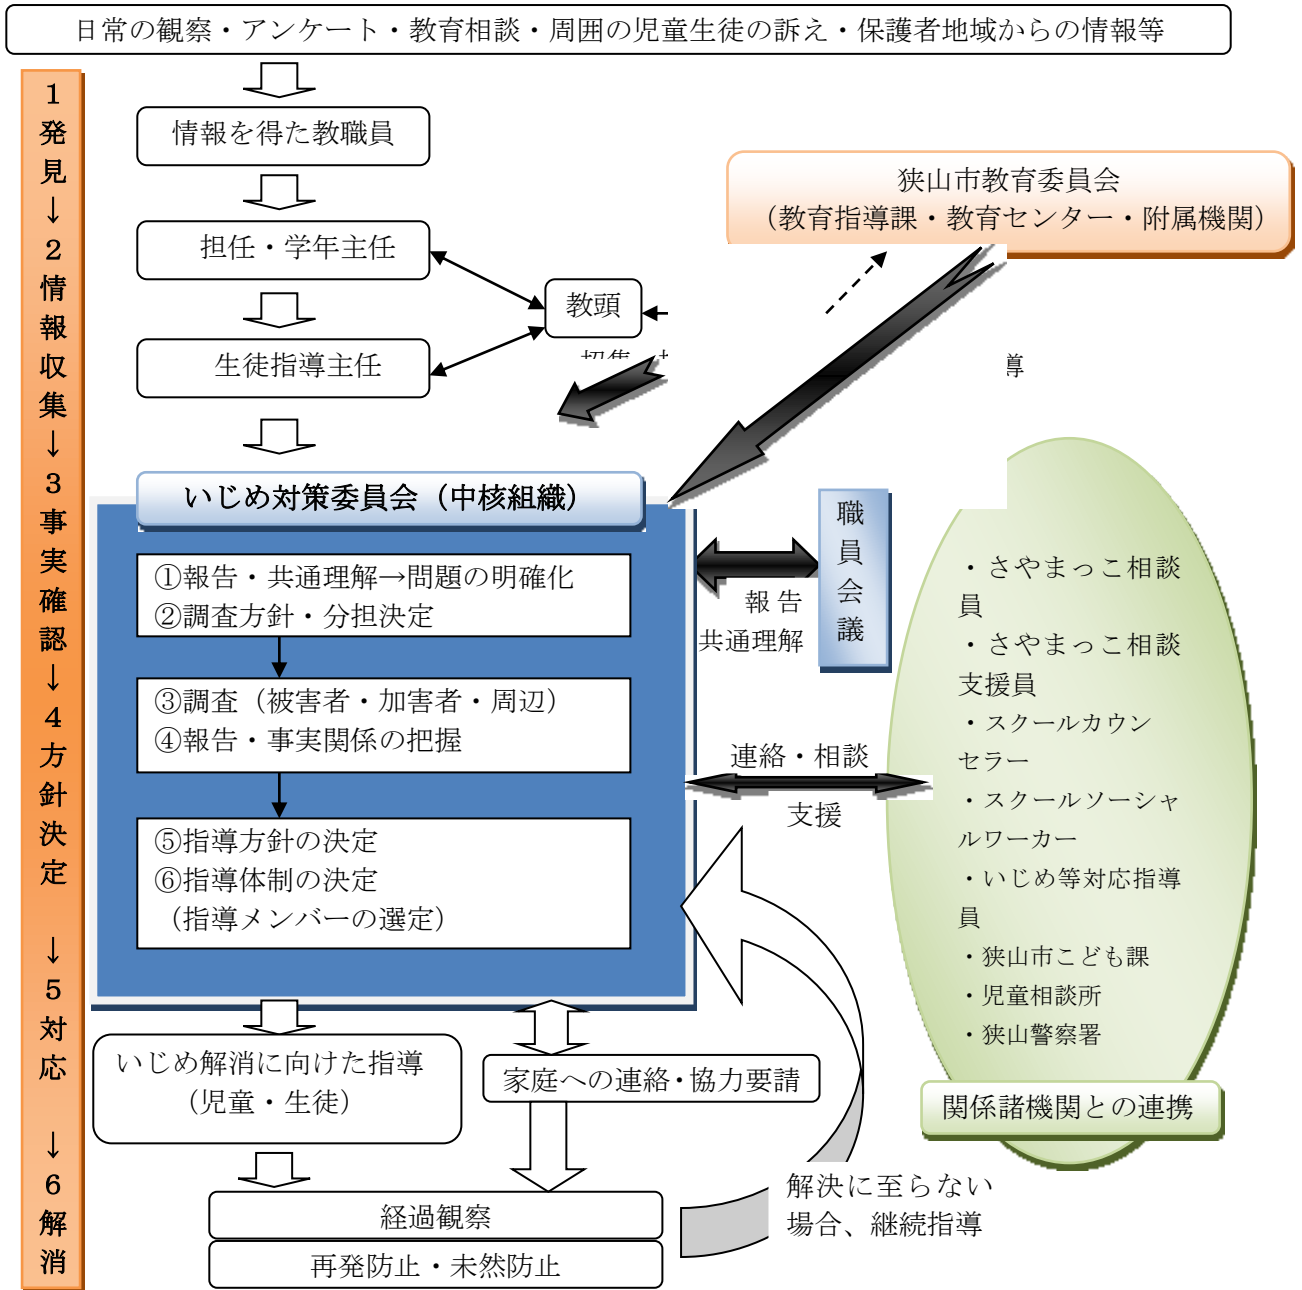 日常の観察・アンケート・教育相談・周囲の児童生徒の訴え・保護者地域からの情報等
1発見↓2情報収集↓3事実確認↓4方針決定 ↓5対応 ↓6解消
情報を得た教職員
狭山市教育委員会
（教育指導課・教育センター・附属機関）
担任・学年主任
教頭
生徒指導主任
導
いじめ対策委員会（中核組織）
①報告・共通理解→問題の明確化
②調査方針・分担決定
③調査（被害者・加害者・周辺）
④報告・事実関係の把握
⑤指導方針の決定
⑥指導体制の決定
（指導メンバーの選定）
職員会議
報告
共通理解
連絡・相談
支援
・さやまっこ相談
員
・さやまっこ相談
支援員
・スクールカウン
セラー
・スクールソーシャ
ルワーカー
・いじめ等対応指導
員
・狭山市こども課
・児童相談所
・狭山警察署
関係諸機関との連携
いじめ解消に向けた指導
（児童・生徒）
家庭への連絡・協力要請
経過観察
再発防止・未然防止
解決に至らない
場合、継続指導